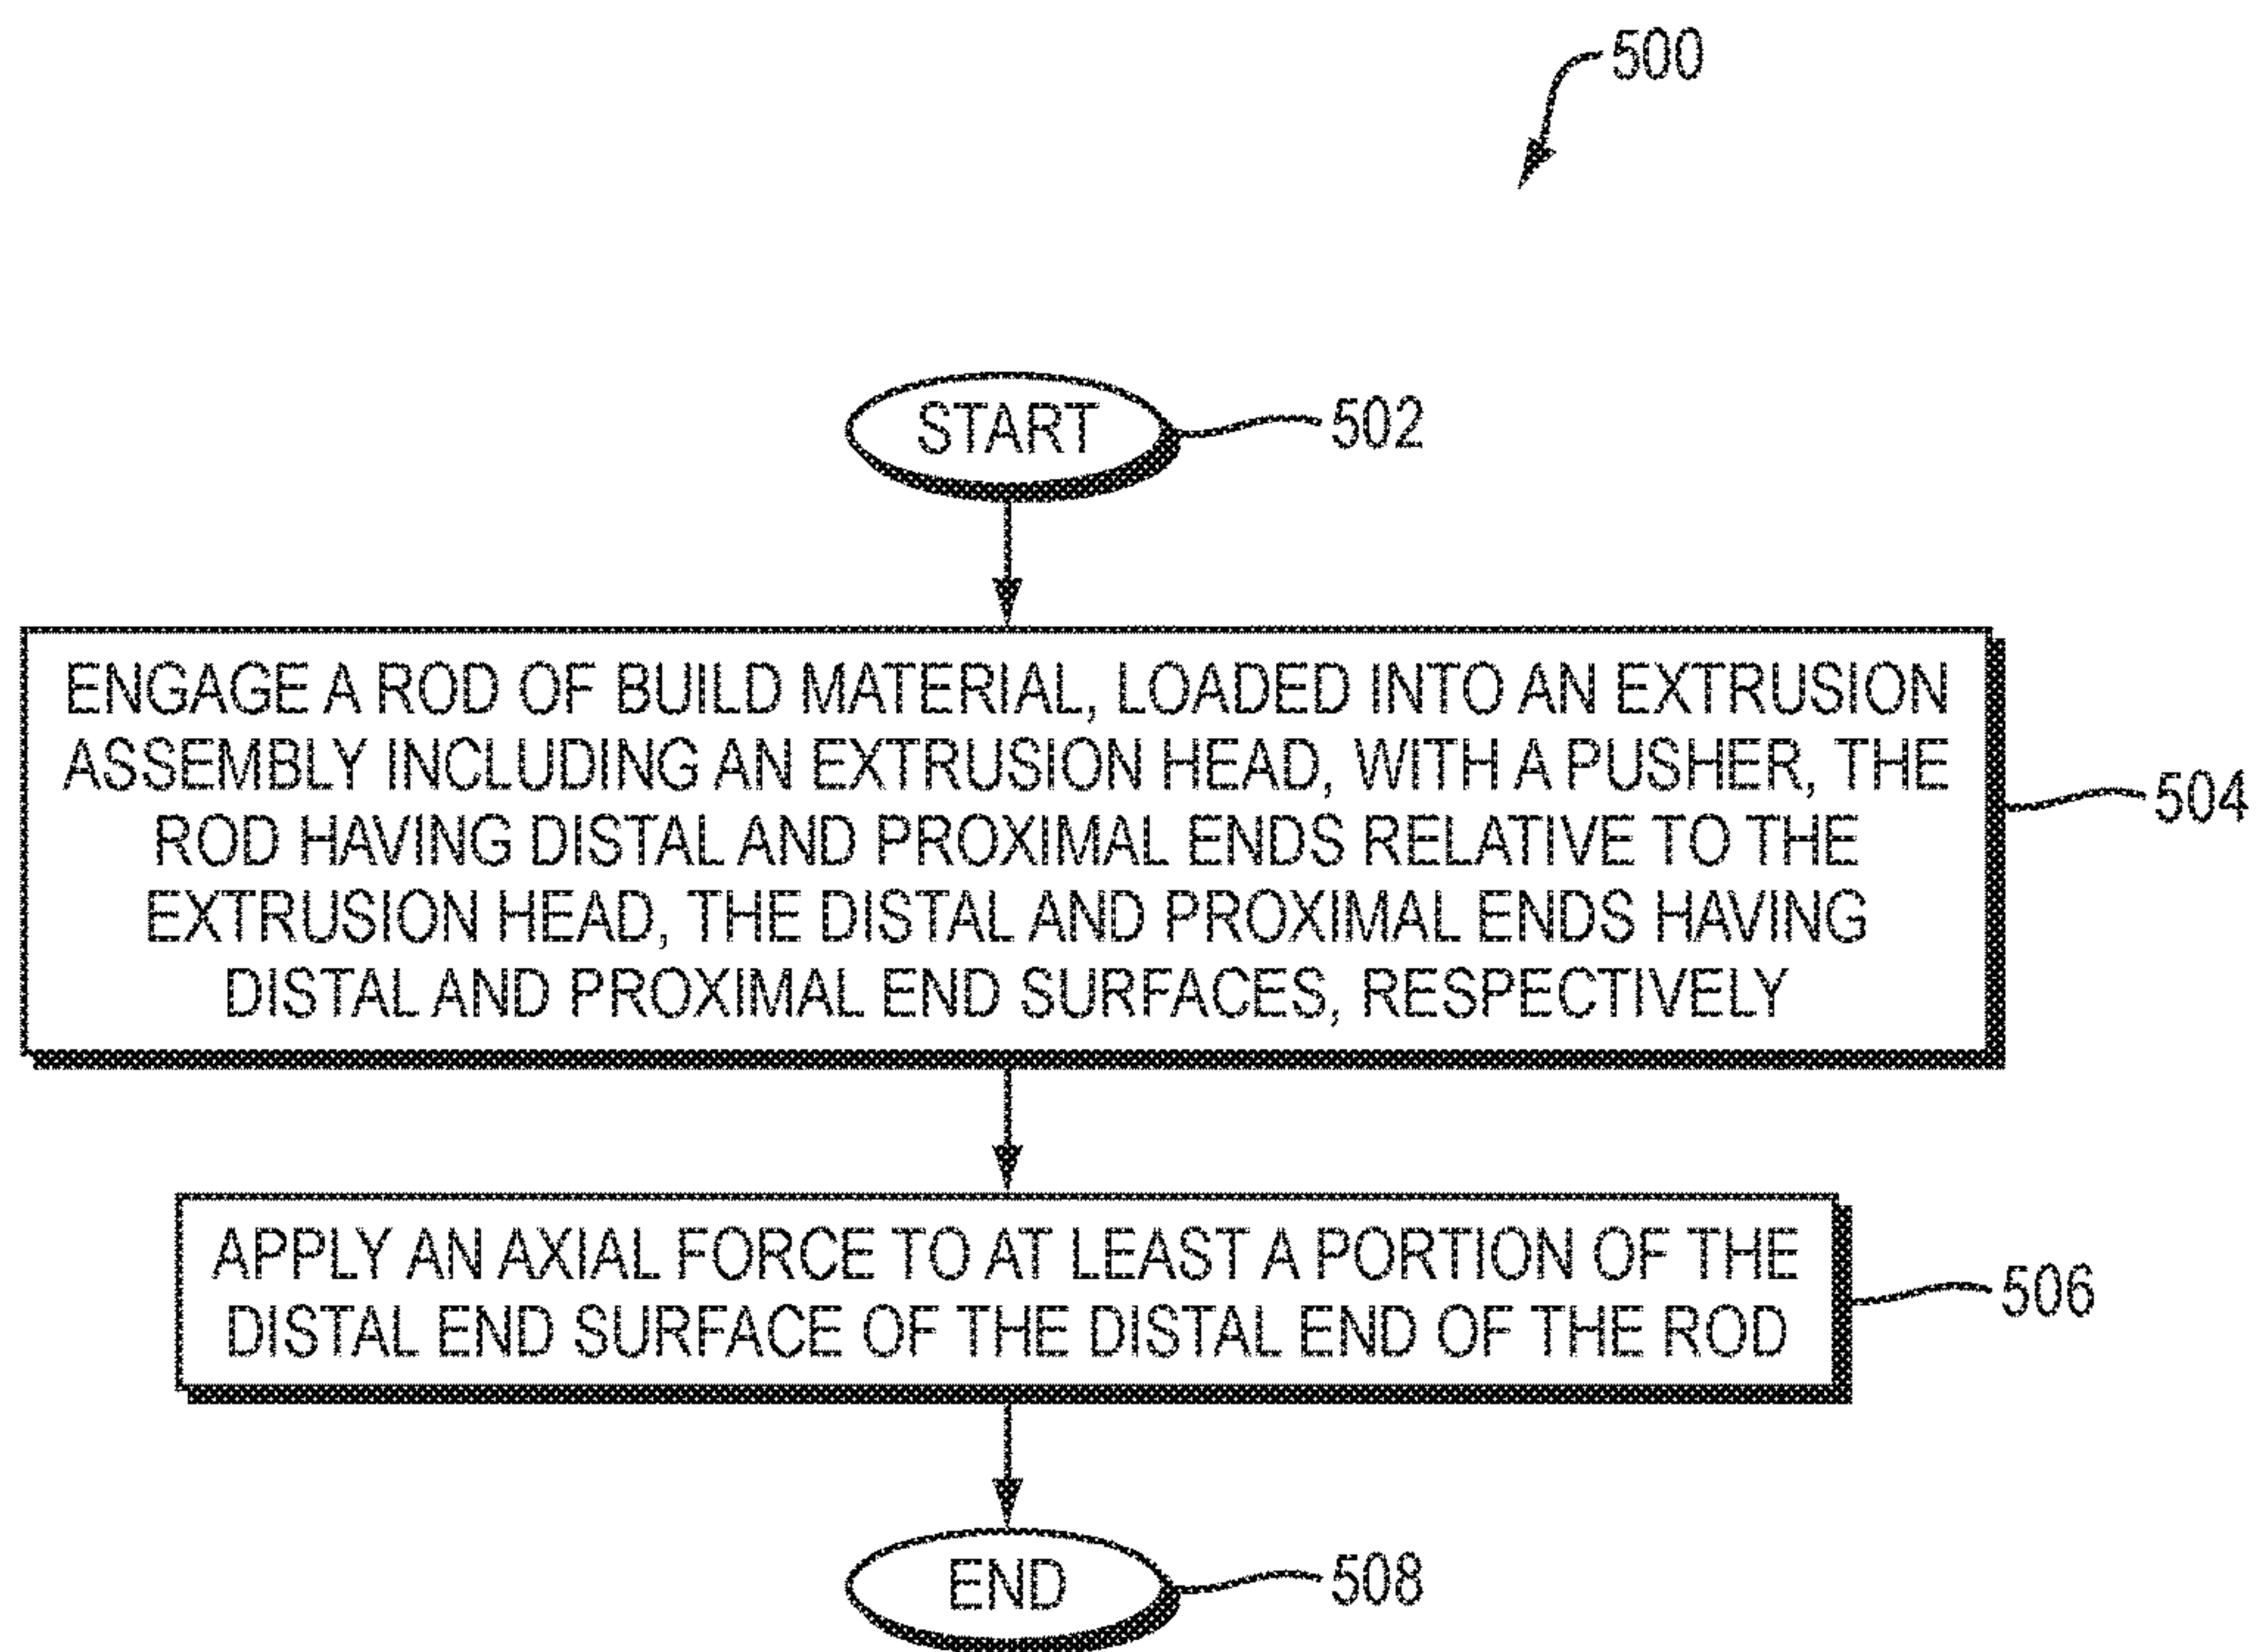 500
START
502
ENGAGE A ROD OF BUILD MATERIAL, LOADED INTO AN EXTRUSION
ASSEMBLY INCLUDING AN EXTRUSION HEAD, WITH A PUSHER, THE
ROD HAVING DISTAL AND PROXIMAL ENDS RELATIVE TO THE
EXTRUSION HEAD, THE DISTAL AND PROXIMAL ENDS HAVING
DISTAL AND PROXIMAL END SURFACES, RESPECTIVELY
504
APPLY AN AXIAL FORCE TO AT LEAST A PORTION OF THE
DISTAL END SURFACE OF THE DISTAL END OF THE ROD
506
END
508